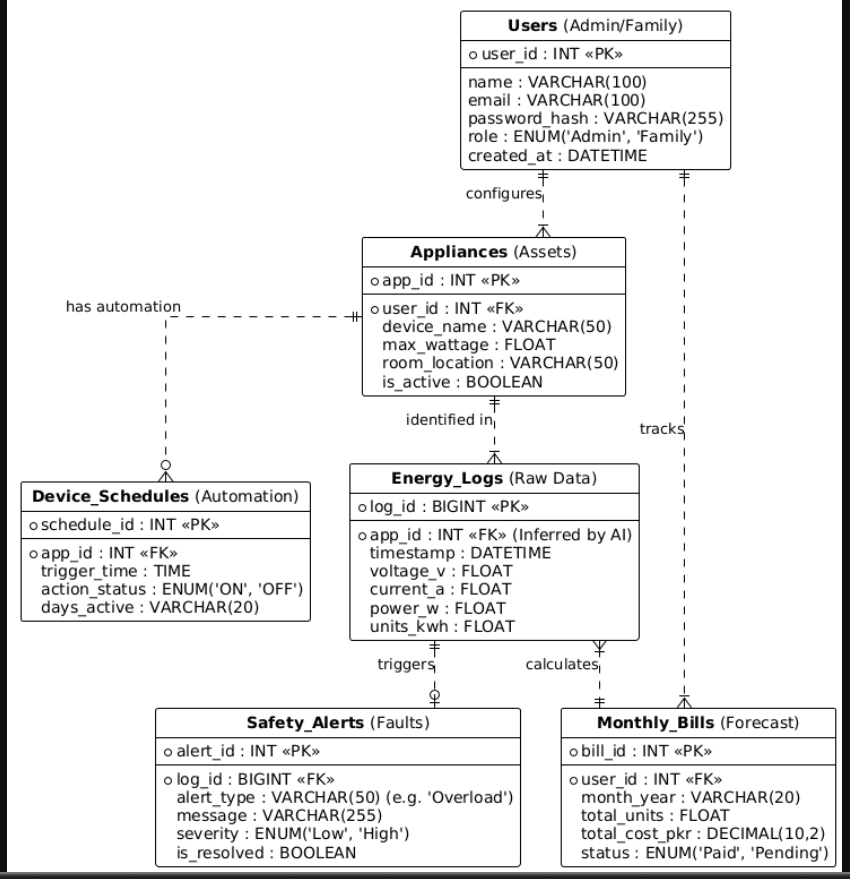 Users (Admin/Family)
user_id : INT «PK»
name : VARCHAR(100)
email : VARCHAR(100)
password_hash : VARCHAR(255)
role : ENUM('Admin', 'Family')
created_at : DATETIME
configures
Appliances (Assets)
app_id : INT «PK»
user_id : INT «FK»
device_name : VARCHAR(50)
max_wattage : FLOAT
room_location : VARCHAR(50)
is_active : BOOLEAN
has automation
identified in
tracks
Device_Schedules (Automation)
schedule_id : INT «PK»
app_id : INT «FK»
trigger_time : TIME
action_status : ENUM('ON', 'OFF')
days_active : VARCHAR(20)
Energy_Logs (Raw Data)
log_id : BIGINT «PK»
app_id : INT «FK» (Inferred by AI)
timestamp : DATETIME
voltage_v : FLOAT
current_a : FLOAT
power_w : FLOAT
units_kwh : FLOAT
triggers
calculates
Safety_Alerts (Faults)
alert_id : INT «PK»
log_id : BIGINT «FK»
alert_type : VARCHAR(50) (e.g. 'Overload')
message : VARCHAR(255)
severity : ENUM('Low', 'High')
is_resolved : BOOLEAN
Monthly_Bills (Forecast)
bill_id : INT «PK»
user_id : INT «FK»
month_year : VARCHAR(20)
total_units : FLOAT
total_cost_pkr : DECIMAL(10,2)
status : ENUM('Paid', 'Pending')